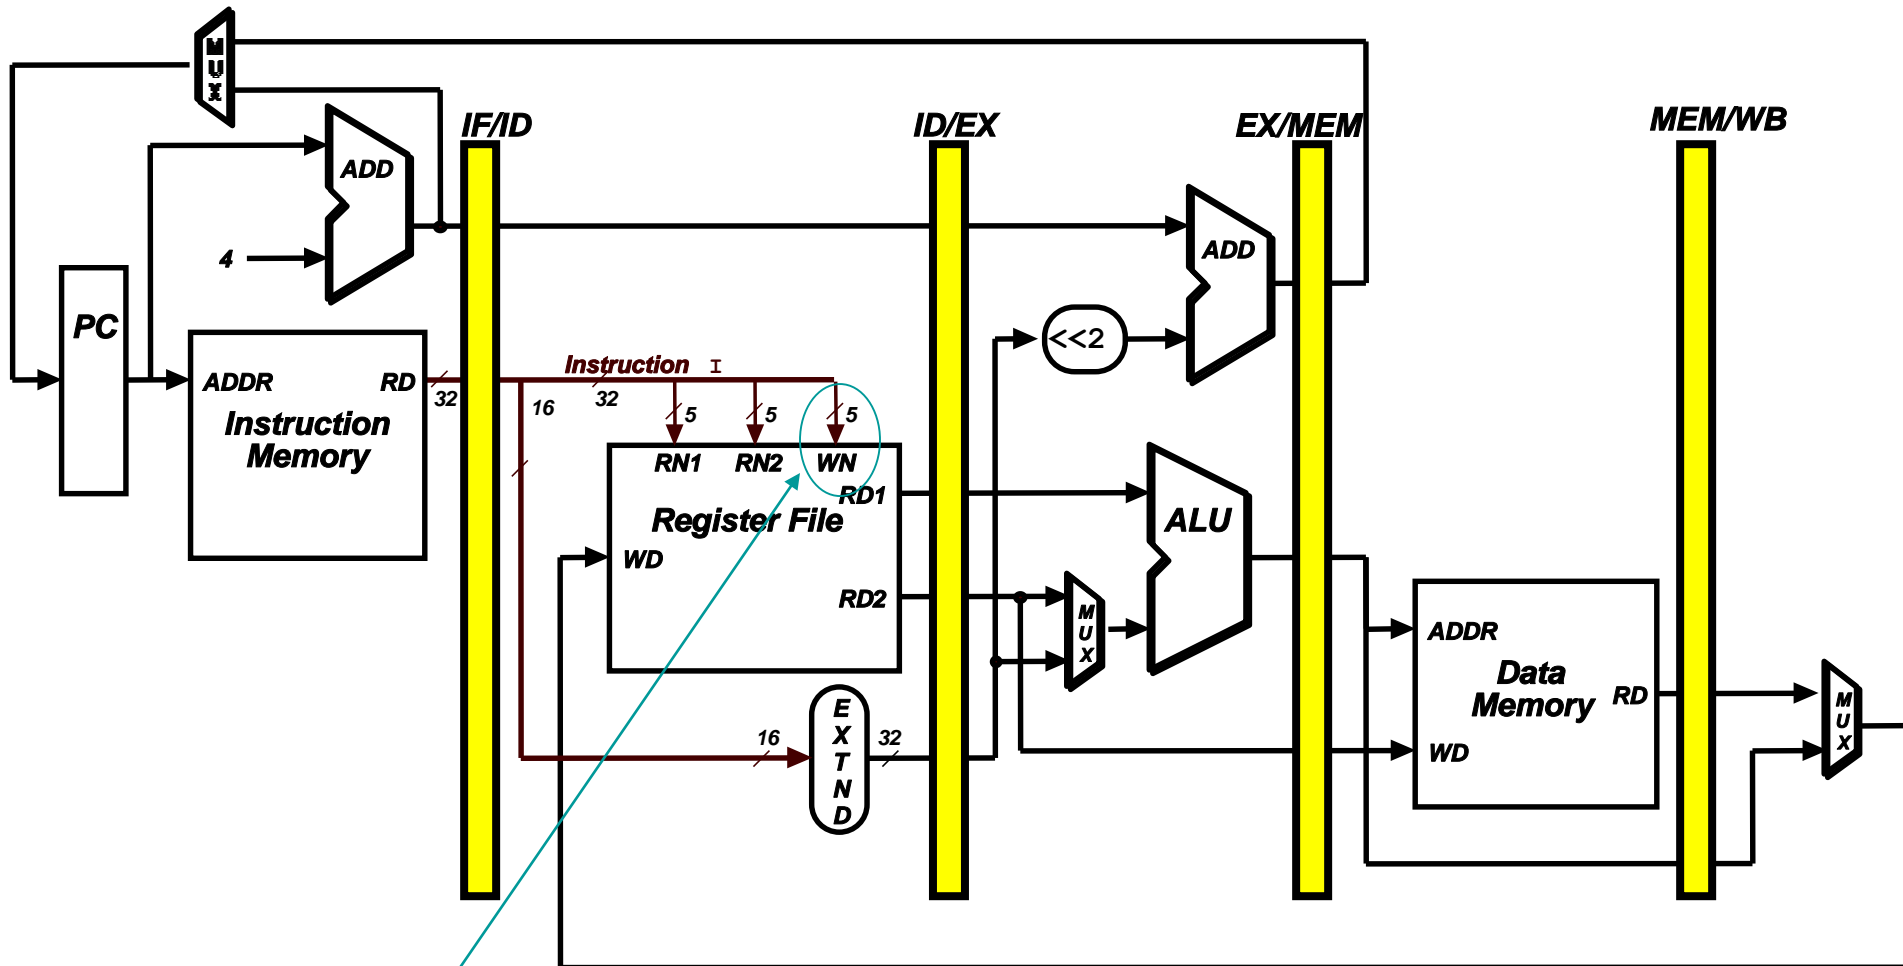 MUX
IF/ID
ID/EX
EX/MEM
MEM/WB
ADD
4
ADD
PC
<<2
ADDR
RD
Instruction
Memory
32
Instruction I
16
32
5
5
5
RN1
RN2
WN
RD1
Register File
WD
RD2
ALU
MUX
ADDR
Data
Memory
RD
WD
MUX
16
EXTND
32